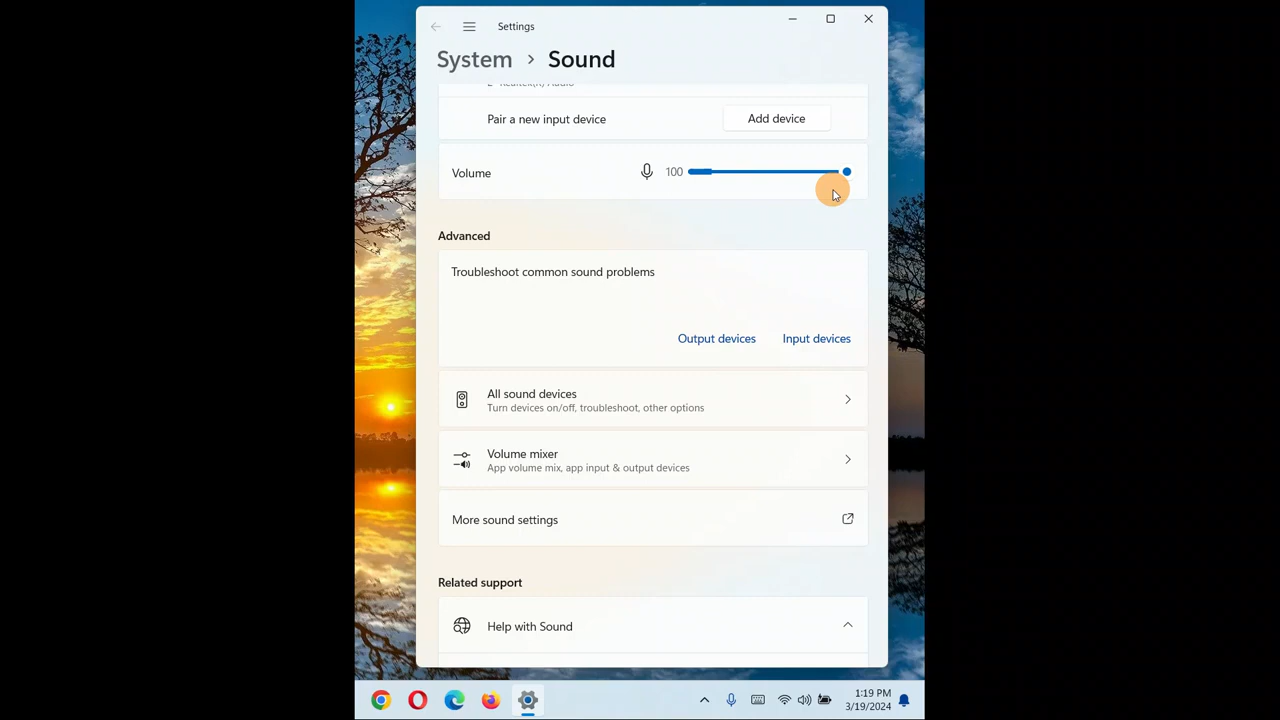 Settings
System > Sound
Pair a new input device
Add device
Volume
100
Advanced
Troubleshoot common sound problems
Output devices
Input devices
All sound devices
Turn devices on/off, troubleshoot, other options
Volume mixer
App volume mix, app input & output devices
More sound settings
Related support
Help with Sound
1:19 PM
3/19/2024